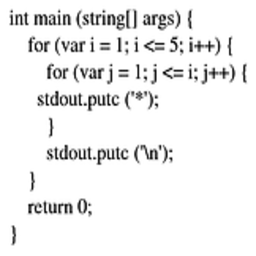 int main (string[] args) {
for (var i = 1; i <= 5; i++) {
for (var j = 1; j <= i; j++) {
stdout.putc ('*');
}
stdout.putc ('\n');
}
return 0;
}